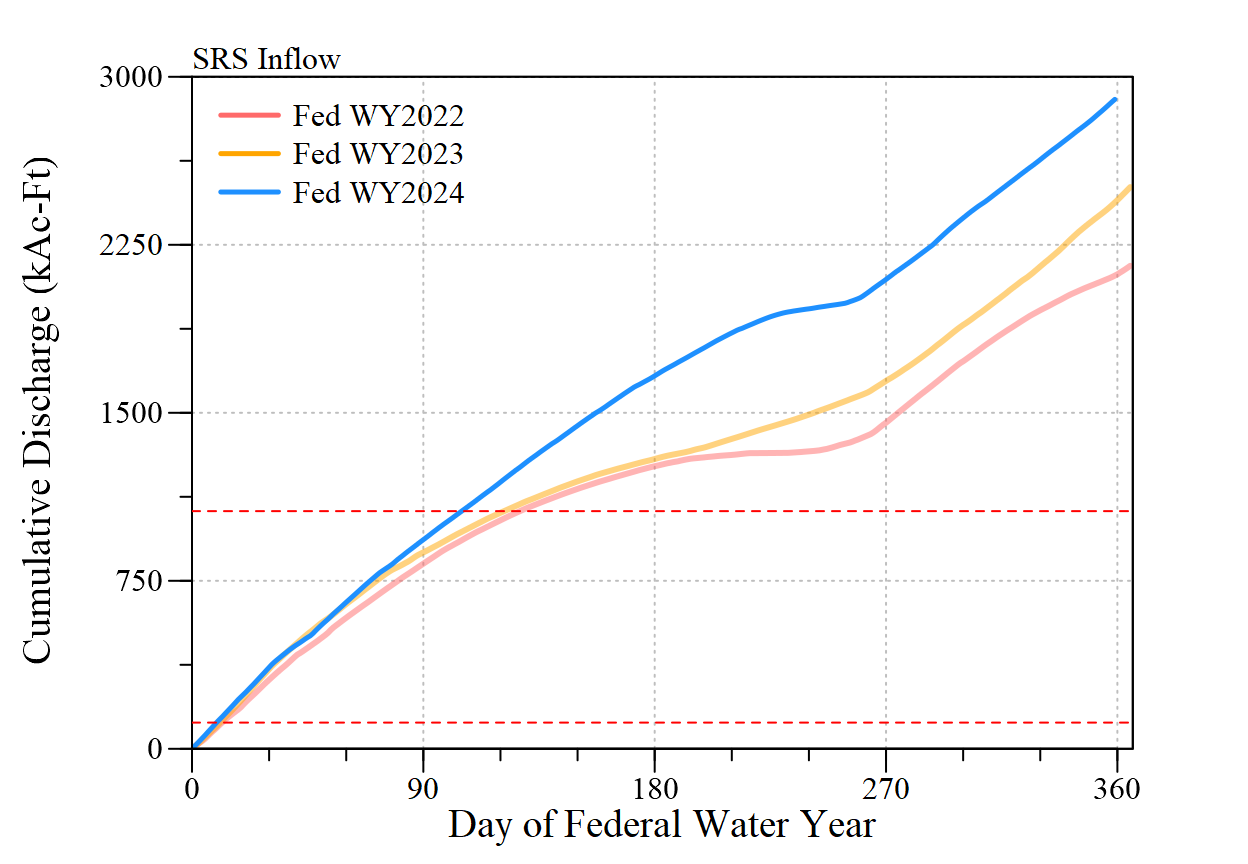 SRS Inflow
3000
Fed WY2022
Fed WY2023
Fed WY2024
2250
1500
750
0
Cumulative Discharge (kAc-Ft)
0 90 180 270 360
Day of Federal Water Year